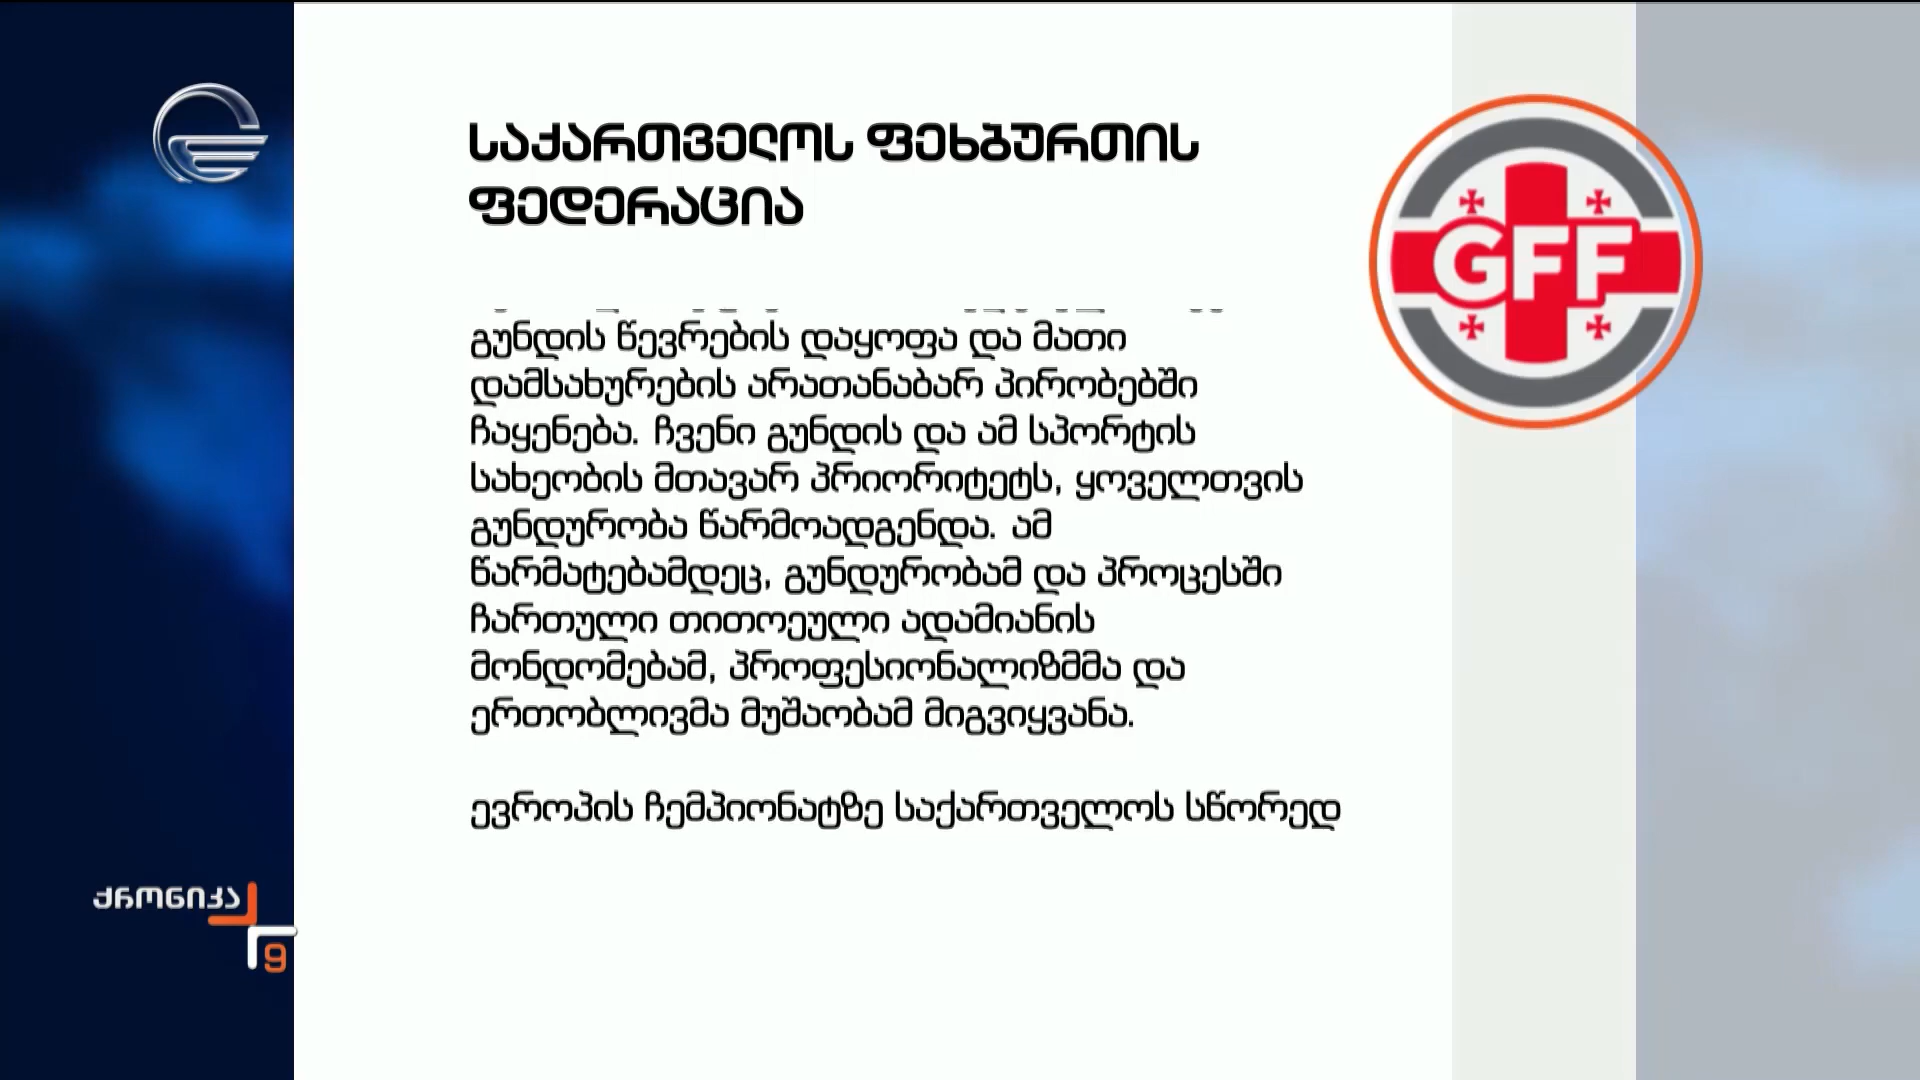 საქართველოს ფეხბურთის
ფედერაცია
GFF
გუნდის წევრების დაყოფა და მათი
დამსახურების არათანაბარ პირობებში
ჩაყენება. ჩვენი გუნდის და ამ სპორტის
სახეობის მთავარ პრიორიტეტს, ყოველთვის
გუნდურობა წარმოადგენდა. ამ
წარმატებამდეც, გუნდურობამ და პროცესში
ჩართული თითოეული ადამიანის
მონდომებამ, პროფესიონალიზმმა და
ერთობლივმა მუშაობამ მიგვიყვანა.
ევროპის ჩემპიონატზე საქართველოს სწორედ
ქრონიკა
9